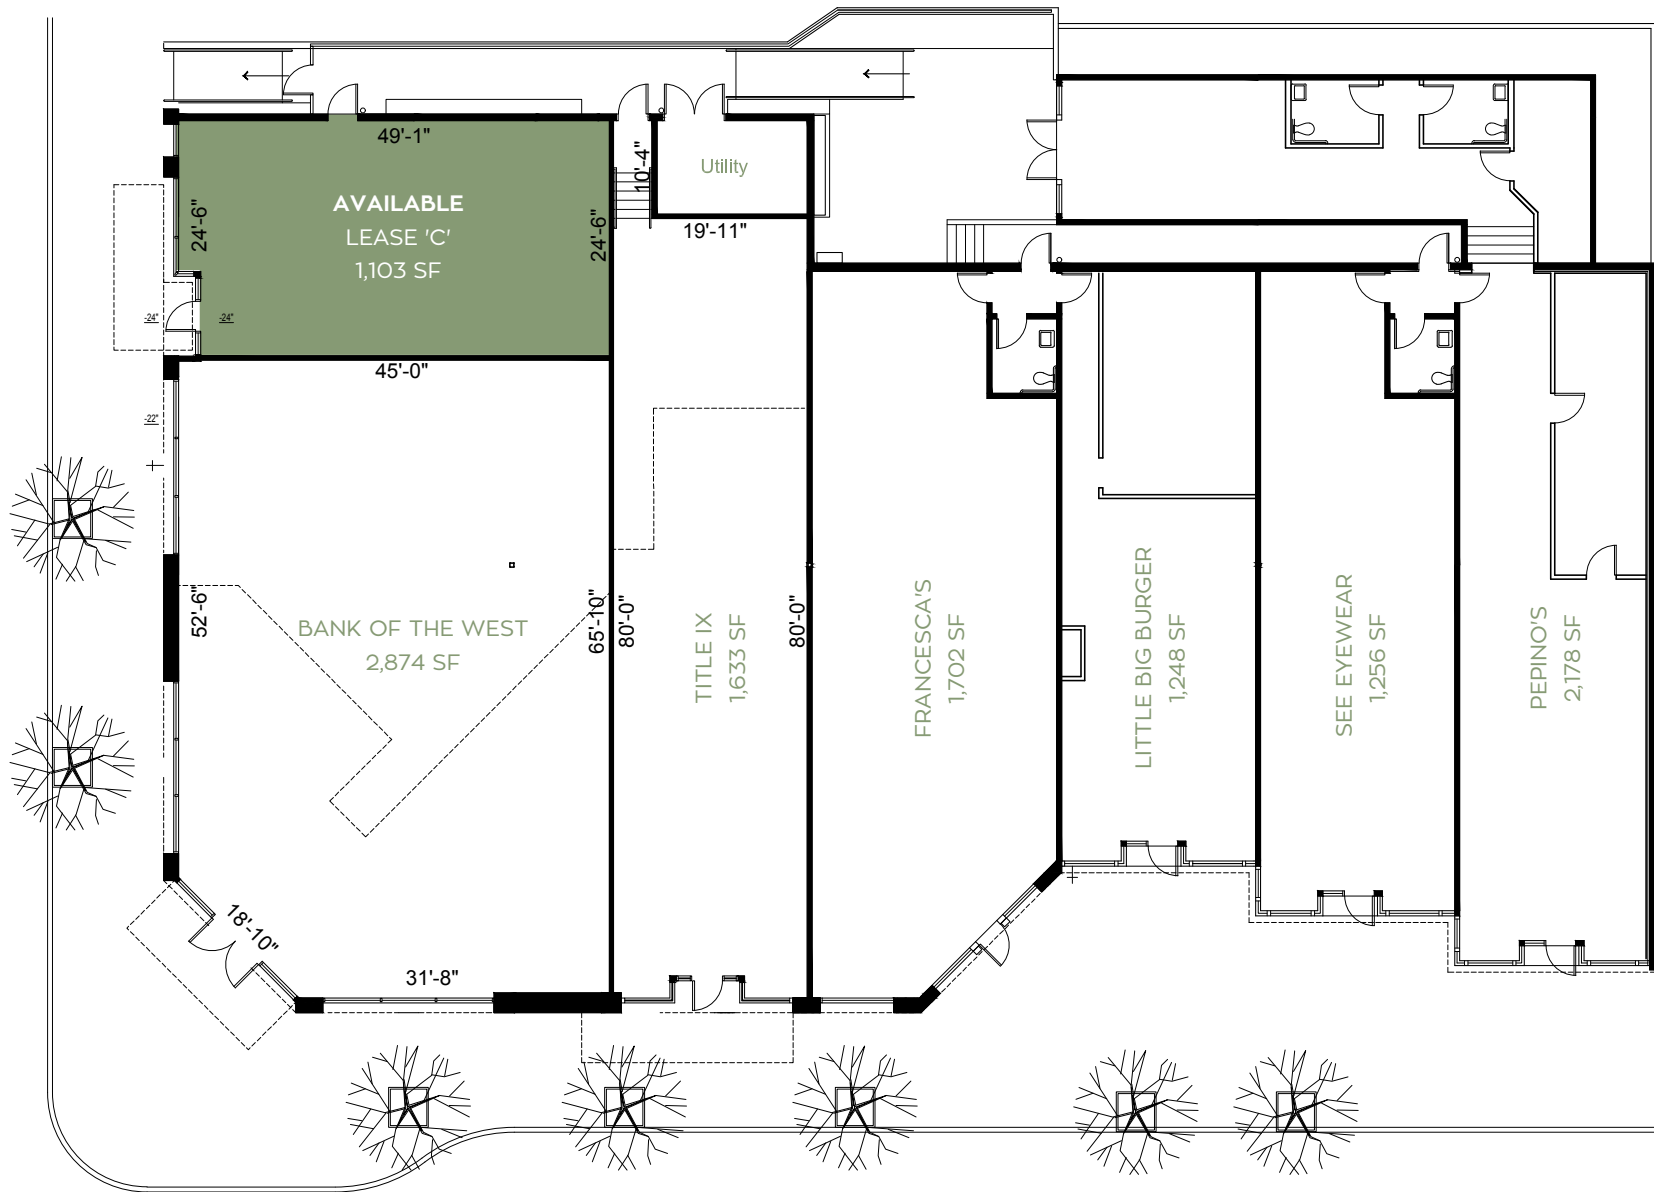 49'-1"
AVAILABLE
LEASE 'C'
1,103 SF
24'-6"
24'-6"
-24"
-24"
10'-4"
Utility
19'-11"
45'-0"
-22"
52'-6"
BANK OF THE WEST
2,874 SF
65'-10"
80'-0"
TITLE IX
1,633 SF
80'-0"
FRANCESCA'S
1,702 SF
LITTLE BIG BURGER
1,248 SF
SEE EYEWEAR
1,256 SF
PEPINO'S
2,178 SF
18'-10"
31'-8"